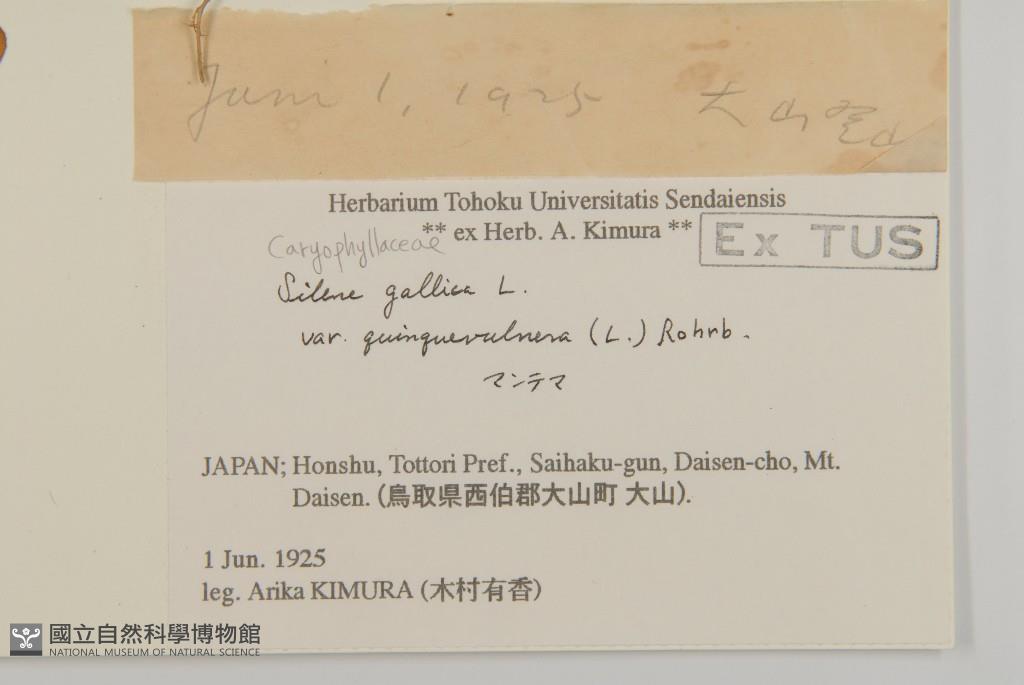 June 1, 1925 大山
Herbarium Tohoku Universitatis Sendaiensis
** ex Herb. A. Kimura **
Ex TUS
Caryophyllaceae
Silene gallica L.
var. quinquevulnera (L.) Rohrb.
マンテマ
JAPAN; Honshu, Tottori Pref., Saihaku-gun, Daisen-cho, Mt.
Daisen. (鳥取県西伯郡大山町 大山).
1 Jun. 1925
leg. Arika KIMURA (木村有香)
國立自然科學博物館
NATIONAL MUSEUM OF NATURAL SCIENCE